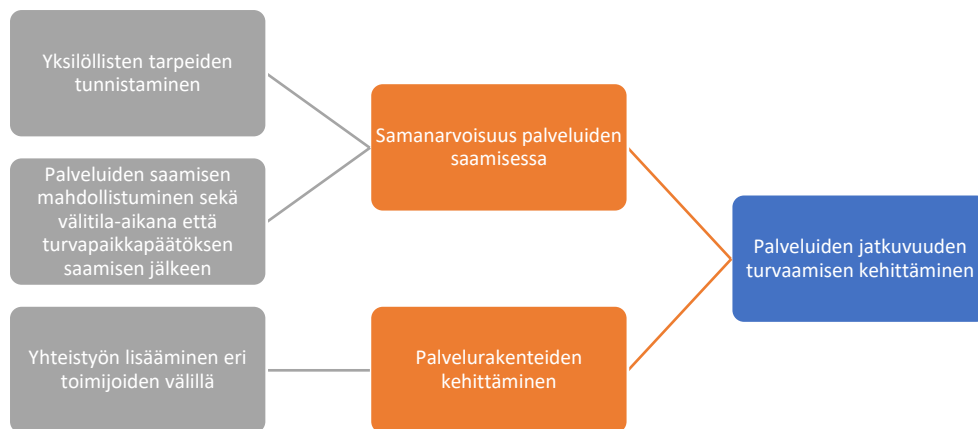 Yksilöllisten tarpeiden
tunnistaminen
Palveluiden saamisen
mahdollistuminen sekä
välitila-aikana että
turvapaikkapäätöksen
saamisen jälkeen
Yhteistyön lisääminen eri
toimijoiden välillä
Samanarvoisuus palveluiden
saamisessa
Palvelurakenteiden
kehittäminen
Palveluiden jatkuvuuden
turvaamisen kehittäminen